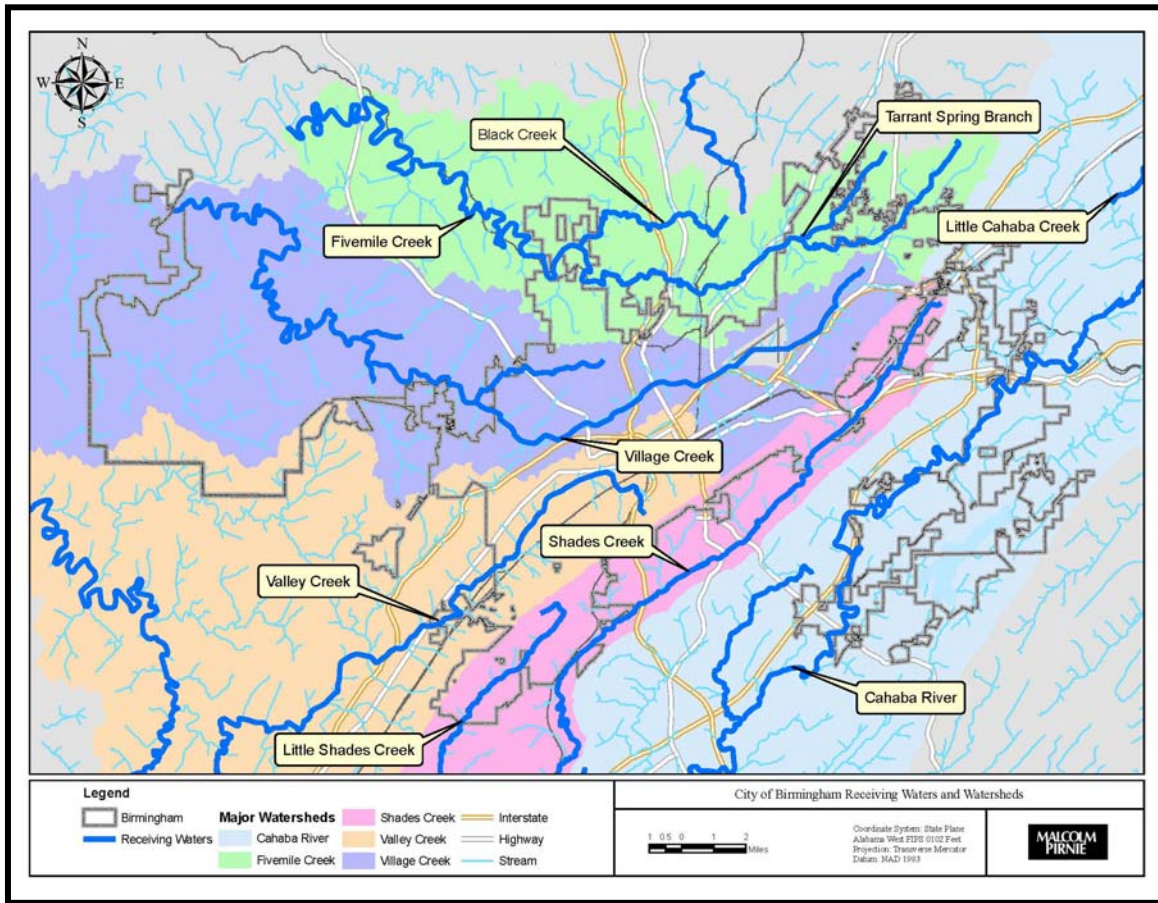 N
W E
S
Black Creek
Tarrant Spring Branch
Fivemile Creek
Little Cahaba Creek
Village Creek
Shades Creek
Valley Creek
Cahaba River
Little Shades Creek
Legend
Birmingham
Receiving Waters
Major Watersheds
Cahaba River
Fivemile Creek
Shades Creek
Valley Creek
Village Creek
Interstate
Highway
Stream
City of Birmingham Receiving Waters and Watersheds
1 0.5 0 1 2
Miles
Coordinate System: State Plane
Alabama West FIPS 0102 Feet
Projection: Transverse Mercator
Datum: NAD 1983
MALCOLM
PIRNIE